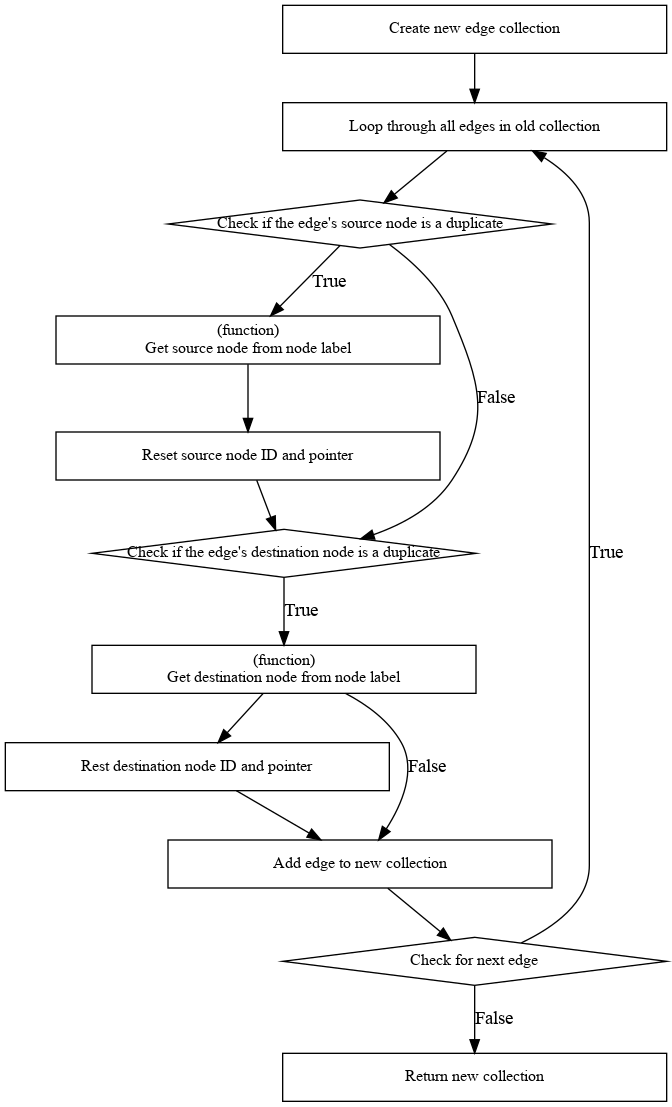 Create new edge collection
Loop through all edges in old collection
Check if the edge's source node is a duplicate
True
(function)
Get source node from node label
False
Reset source node ID and pointer
Check if the edge's destination node is a duplicate
True
True
(function)
Get destination node from node label
Rest destination node ID and pointer
False
Add edge to new collection
Check for next edge
False
Return new collection